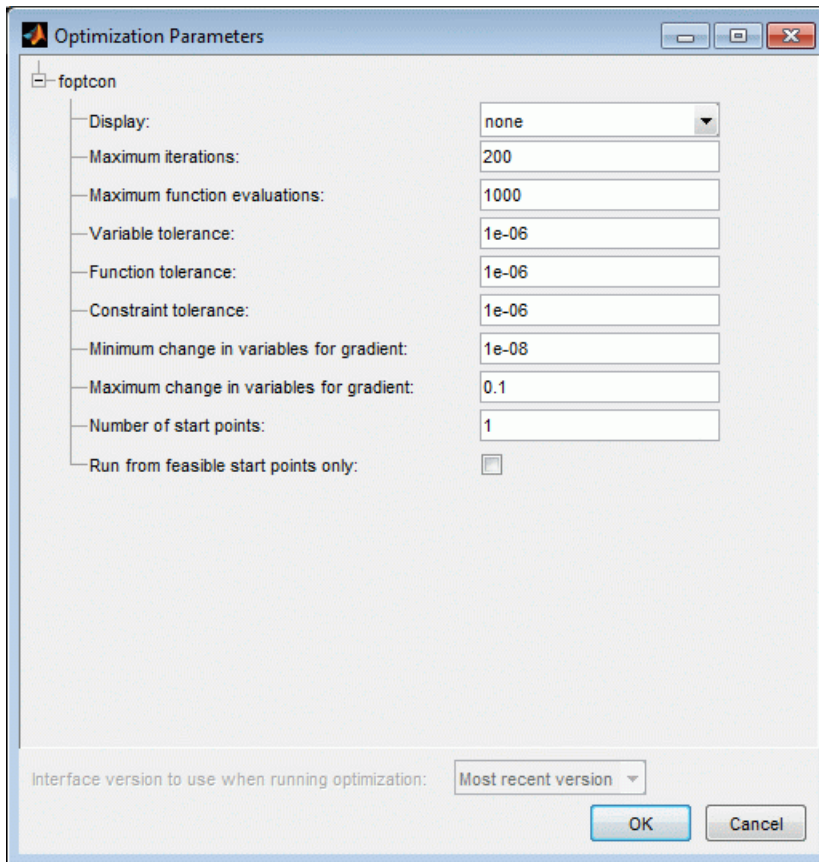 Optimization Parameters
foptcon
Display: none
Maximum iterations: 200
Maximum function evaluations: 1000
Variable tolerance: 1e-06
Function tolerance: 1e-06
Constraint tolerance: 1e-06
Minimum change in variables for gradient: 1e-08
Maximum change in variables for gradient: 0.1
Number of start points: 1
Run from feasible start points only:
Interface version to use when running optimization: Most recent version
OK Cancel